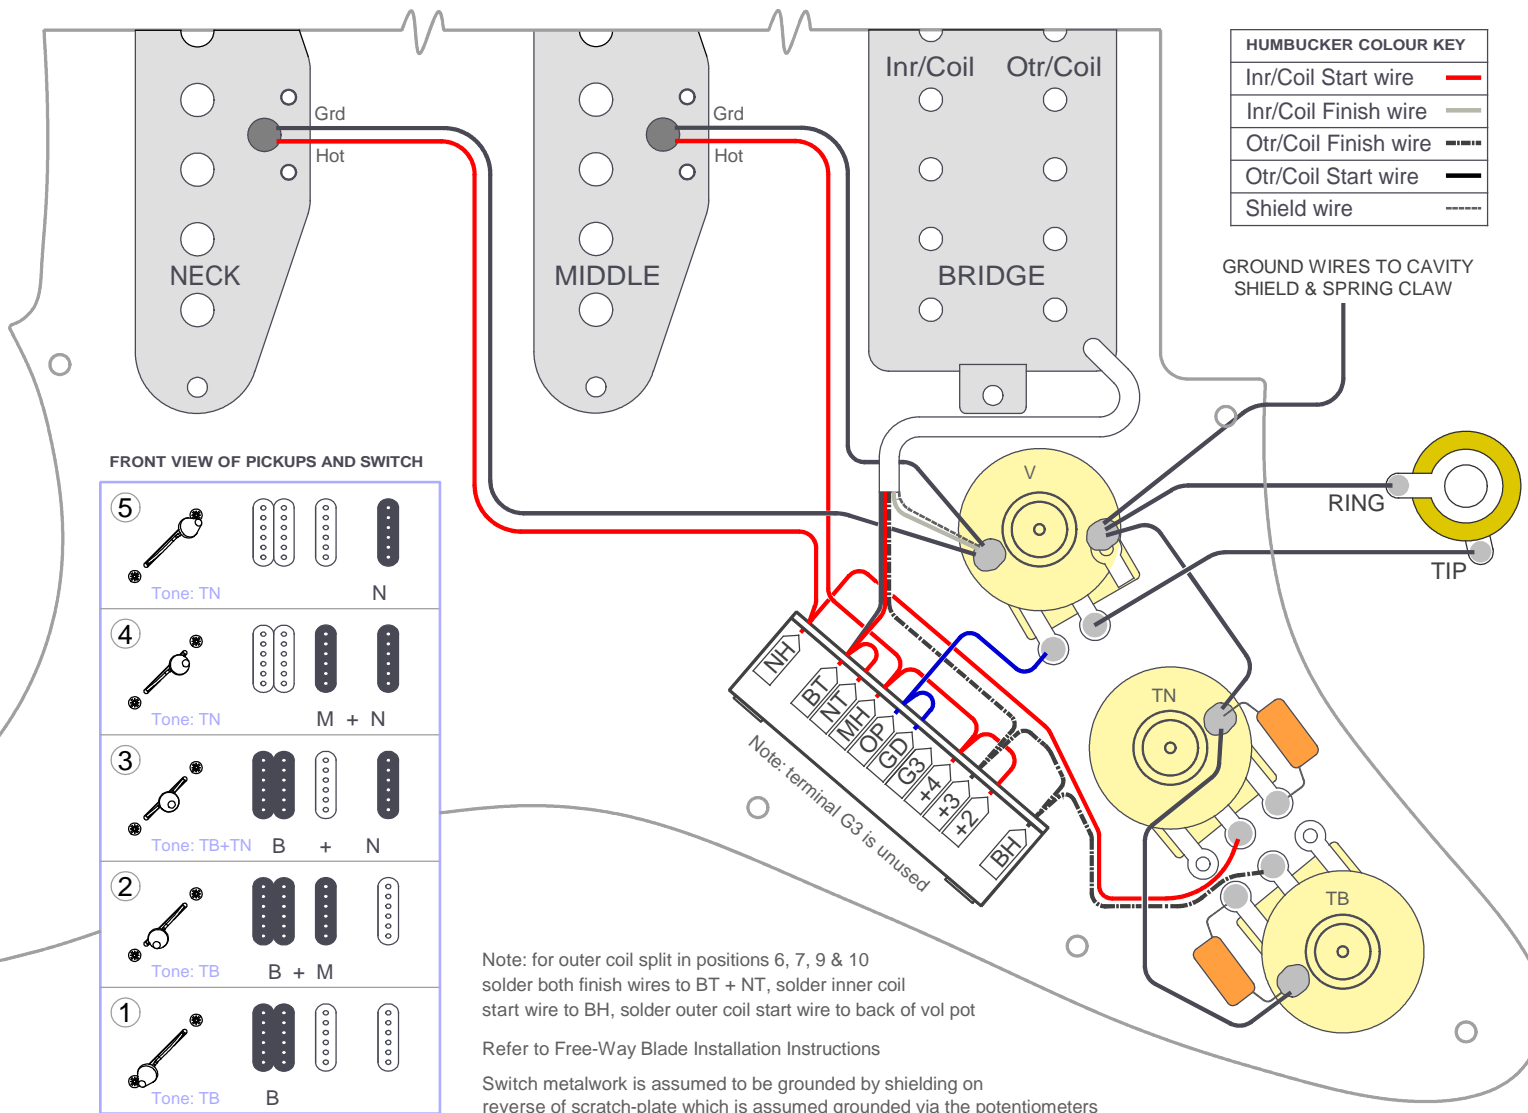 Inr/Coil Otr/Coil
HUMBUCKER COLOUR KEY
Inr/Coil Start wire
Inr/Coil Finish wire
Otr/Coil Finish wire
Otr/Coil Start wire
Shield wire
Grd
Hot
Grd
Hot
NECK
MIDDLE
BRIDGE
GROUND WIRES TO CAVITY
SHIELD & SPRING CLAW
FRONT VIEW OF PICKUPS AND SWITCH
V
RING
TIP
5
Tone: TN N
4
Tone: TN M + N
3
Tone: TB+TN B + N
2
Tone: TB B + M
1
Tone: TB B
NH
BT
NT
MH
OP
GD
G3
+4
+3
+2
BH
Note: terminal G3 is unused
TN
TB
Note: for outer coil split in positions 6, 7, 9 & 10
solder both finish wires to BT + NT, solder inner coil
start wire to BH, solder outer coil start wire to back of vol pot
Refer to Free-Way Blade Installation Instructions
Switch metalwork is assumed to be grounded by shielding on
reverse of scratch-plate which is assumed grounded via the potentiometers